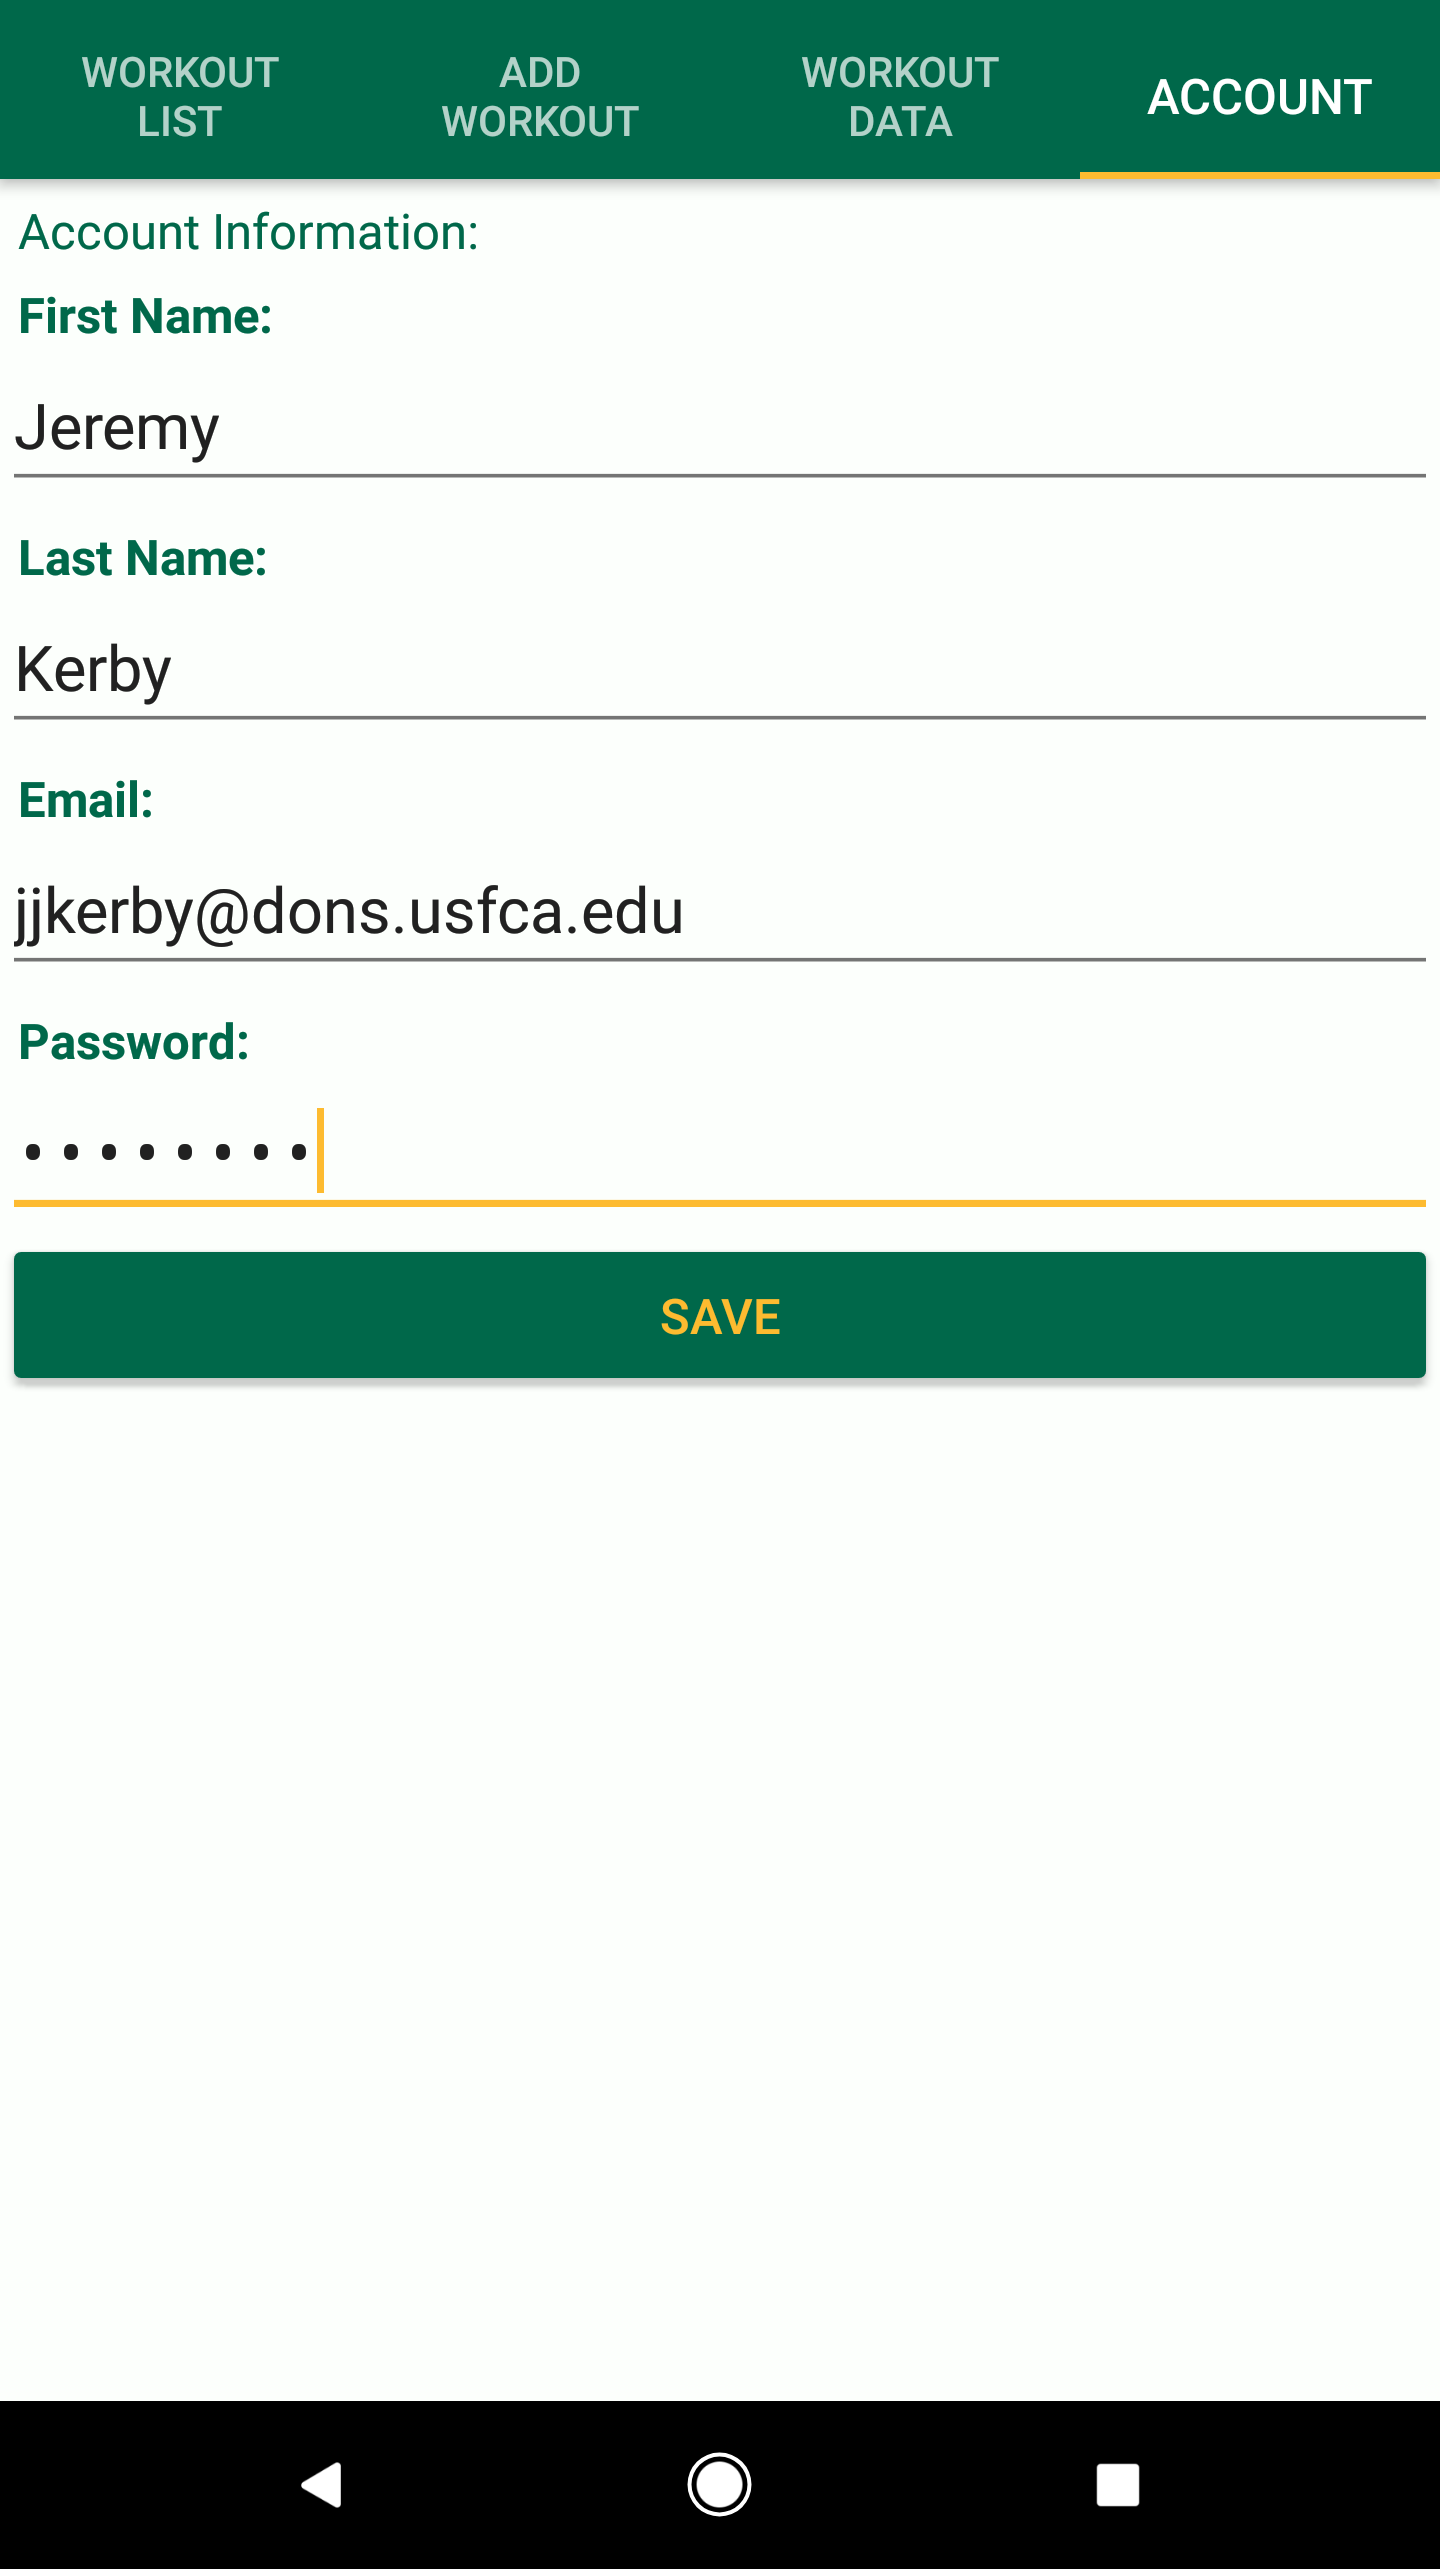 WORKOUT
LIST
ADD
WORKOUT
WORKOUT
DATA
ACCOUNT
Account Information:
First Name:
Jeremy
Last Name:
Kerby
Email:
jjkerby@dons.usfca.edu
Password:
••••••••
SAVE